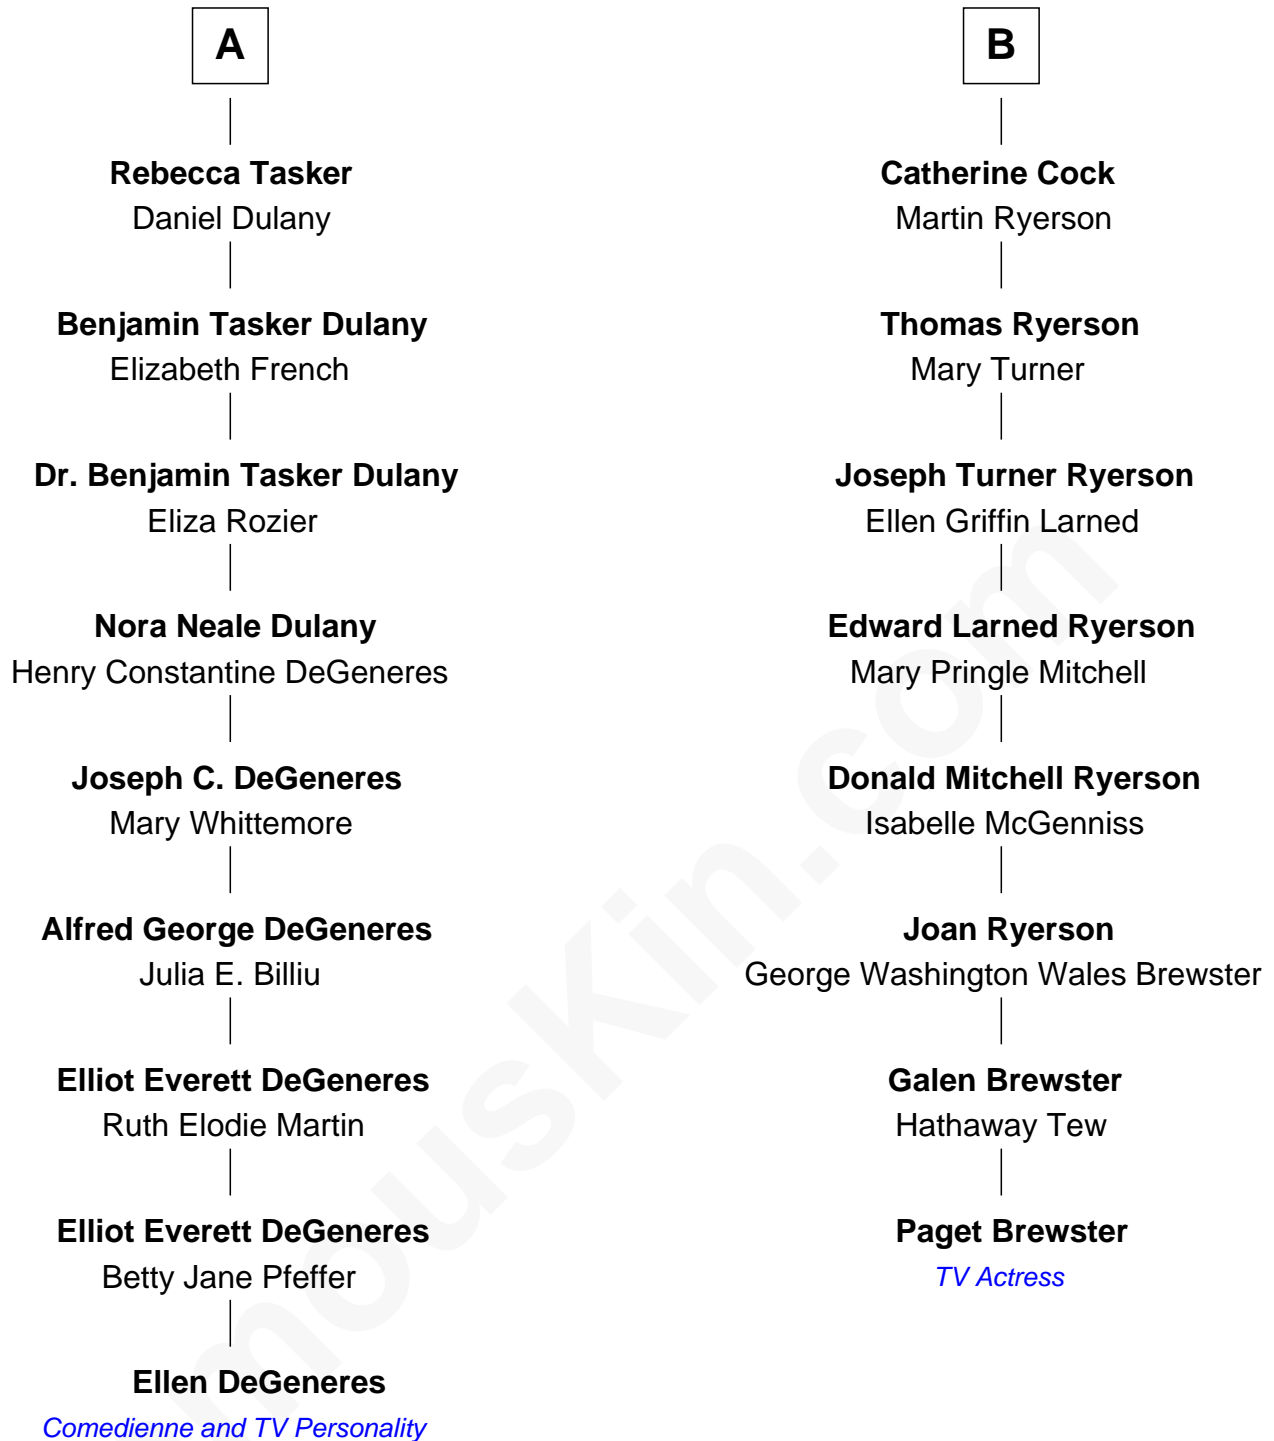 A
Rebecca Tasker
Daniel Dulany
Benjamin Tasker Dulany
Elizabeth French
Dr. Benjamin Tasker Dulany
Eliza Rozier
Nora Neale Dulany
Henry Constantine DeGeneres
Joseph C. DeGeneres
Mary Whittemore
Alfred George DeGeneres
Julia E. Billiu
Elliot Everett DeGeneres
Ruth Elodie Martin
Elliot Everett DeGeneres
Betty Jane Pfeffer
Ellen DeGeneres
Comedienne and TV Personality
B
Catherine Cock
Martin Ryerson
Thomas Ryerson
Mary Turner
Joseph Turner Ryerson
Ellen Griffin Larned
Edward Larned Ryerson
Mary Pringle Mitchell
Donald Mitchell Ryerson
Isabelle McGenniss
Joan Ryerson
George Washington Wales Brewster
Galen Brewster
Hathaway Tew
Paget Brewster
TV Actress
mousKin.com